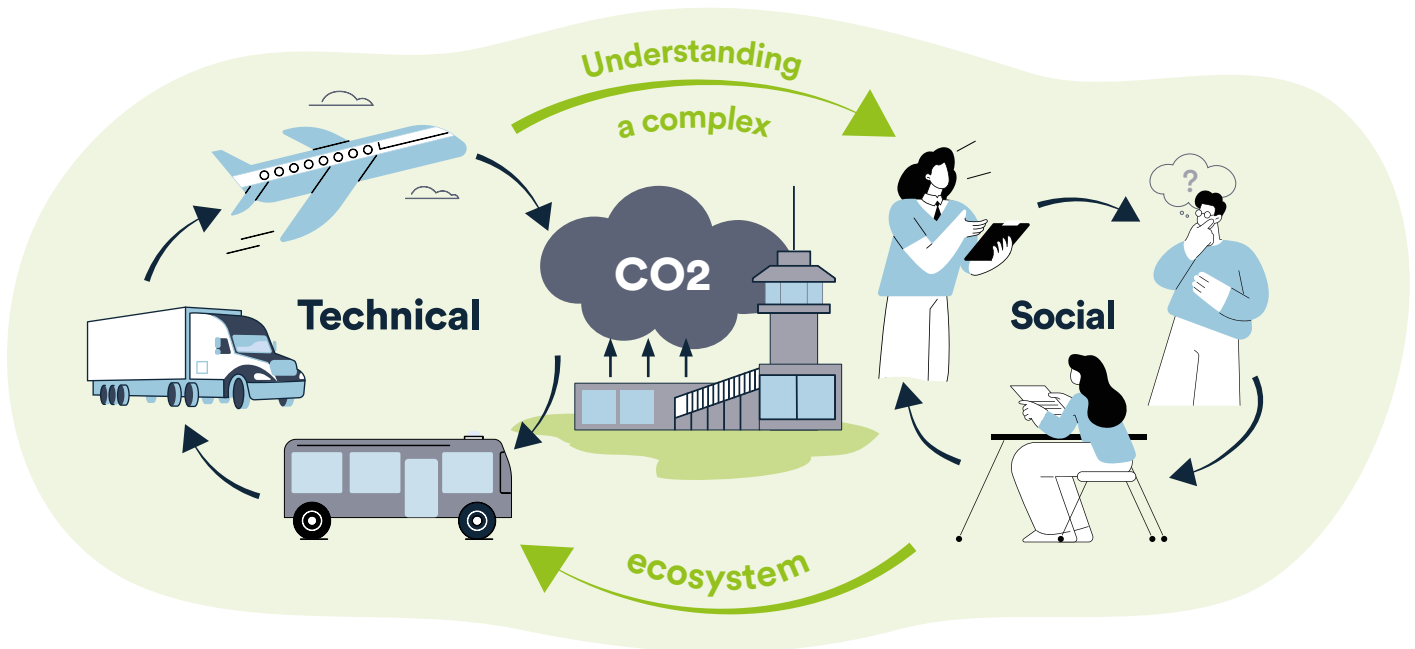 Understanding
a complex
?
CO2
Technical
Social
ecosystem